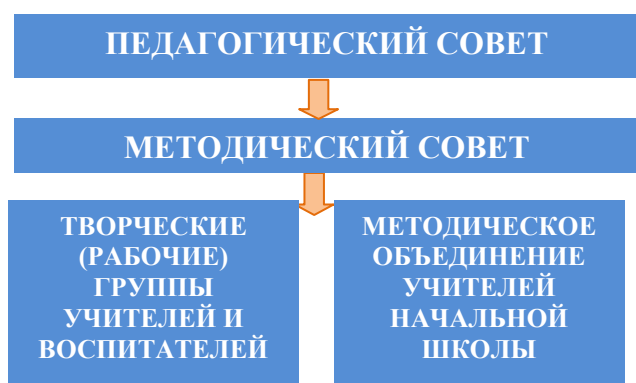 ПЕДАГОГИЧЕСКИЙ СОВЕТ
МЕТОДИЧЕСКИЙ СОВЕТ
ТВОРЧЕСКИЕ
(РАБОЧИЕ)
ГРУППЫ
УЧИТЕЛЕЙ И
ВОСПИТАТЕЛЕЙ
МЕТОДИЧЕСКОЕ
ОБЪЕДИНЕНИЕ
УЧИТЕЛЕЙ
НАЧАЛЬНОЙ
ШКОЛЫ